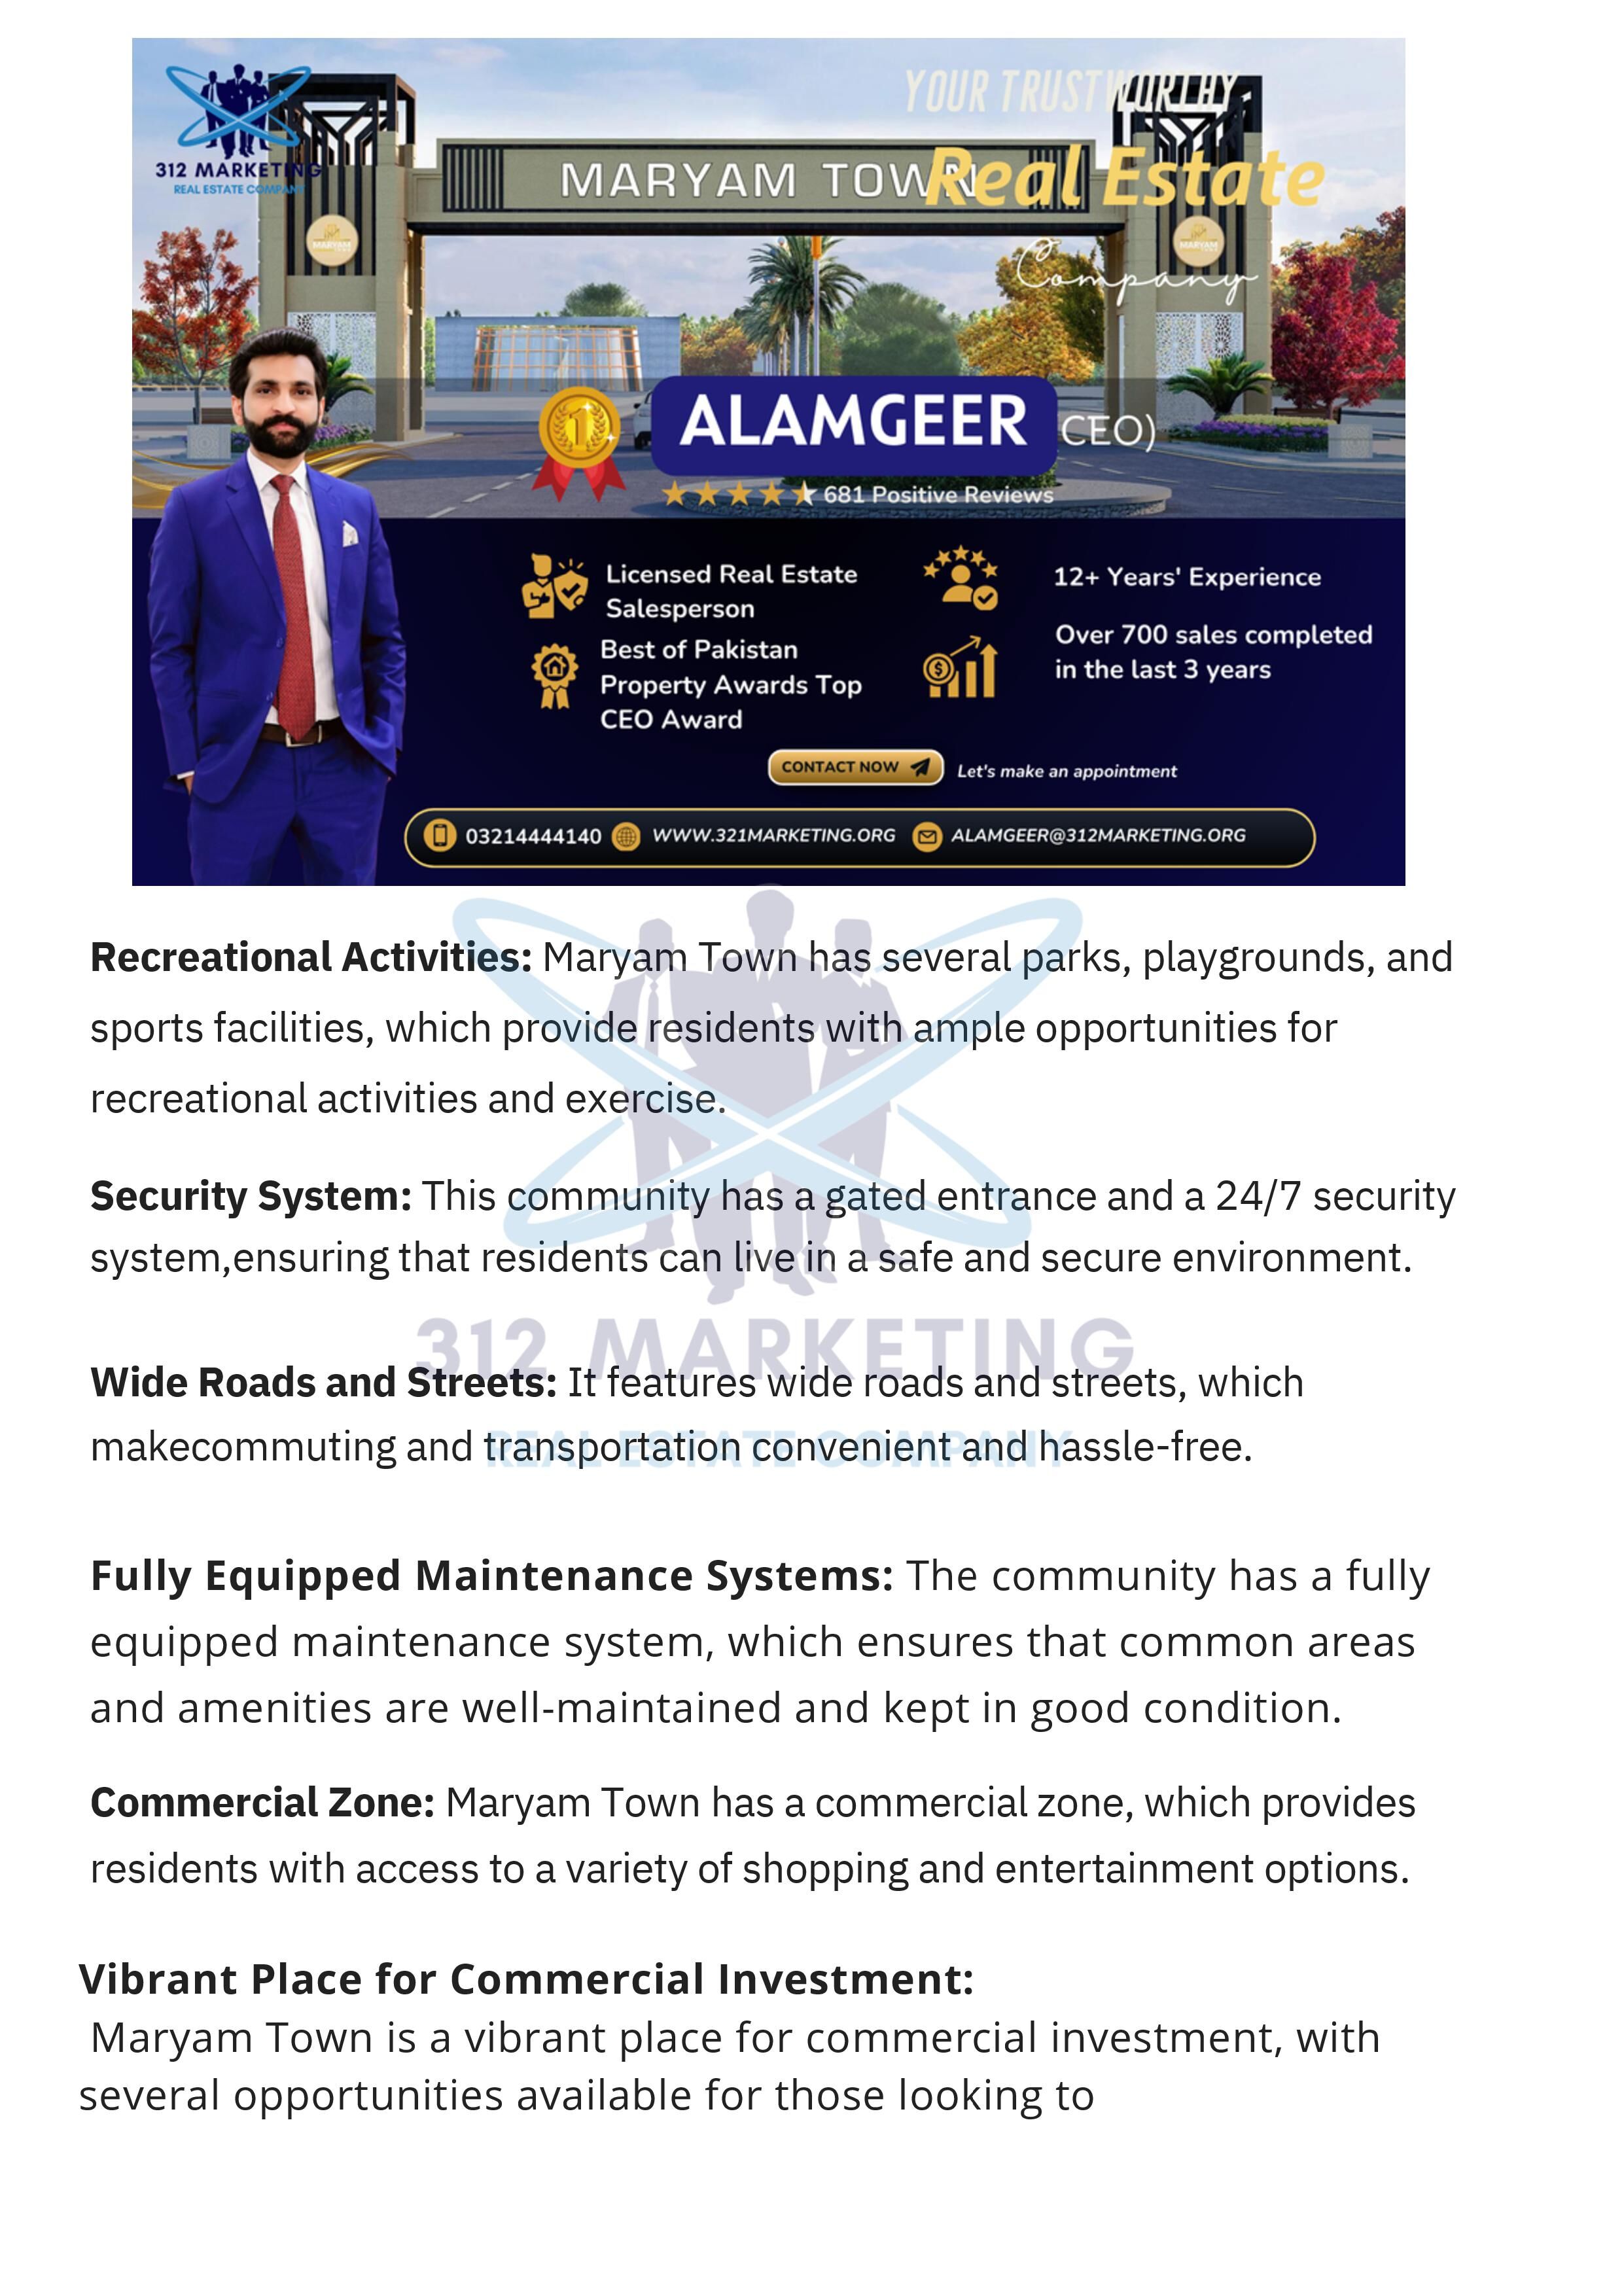 312 MARKETING
REAL ESTATE COMPANY
YOUR TRUSTWORTHY
MARYAM TOWN
Real Estate
Company
MARYAM
MARYAM
1
ALAMGEER CEO)
681 Positive Reviews
Licensed Real Estate
Salesperson
Best of Pakistan
Property Awards Top
CEO Award
12+ Years' Experience
Over 700 sales completed
in the last 3 years
CONTACT NOW Let's make an appointment
03214444140 WWW.321MARKETING.ORG ALAMGEER@312MARKETING.ORG
Recreational Activities: Maryam Town has several parks, playgrounds, and
sports facilities, which provide residents with ample opportunities for
recreational activities and exercise.
Security System: This community has a gated entrance and a 24/7 security
system,ensuring that residents can live in a safe and secure environment.
312 MARKETING
Wide Roads and Streets: It features wide roads and streets, which
makecommuting and transportation convenient and hassle-free.
REAL ESTATE COMPANY
Fully Equipped Maintenance Systems: The community has a fully
equipped maintenance system, which ensures that common areas
and amenities are well-maintained and kept in good condition.
Commercial Zone: Maryam Town has a commercial zone, which provides
residents with access to a variety of shopping and entertainment options.
Vibrant Place for Commercial Investment:
Maryam Town is a vibrant place for commercial investment, with
several opportunities available for those looking to